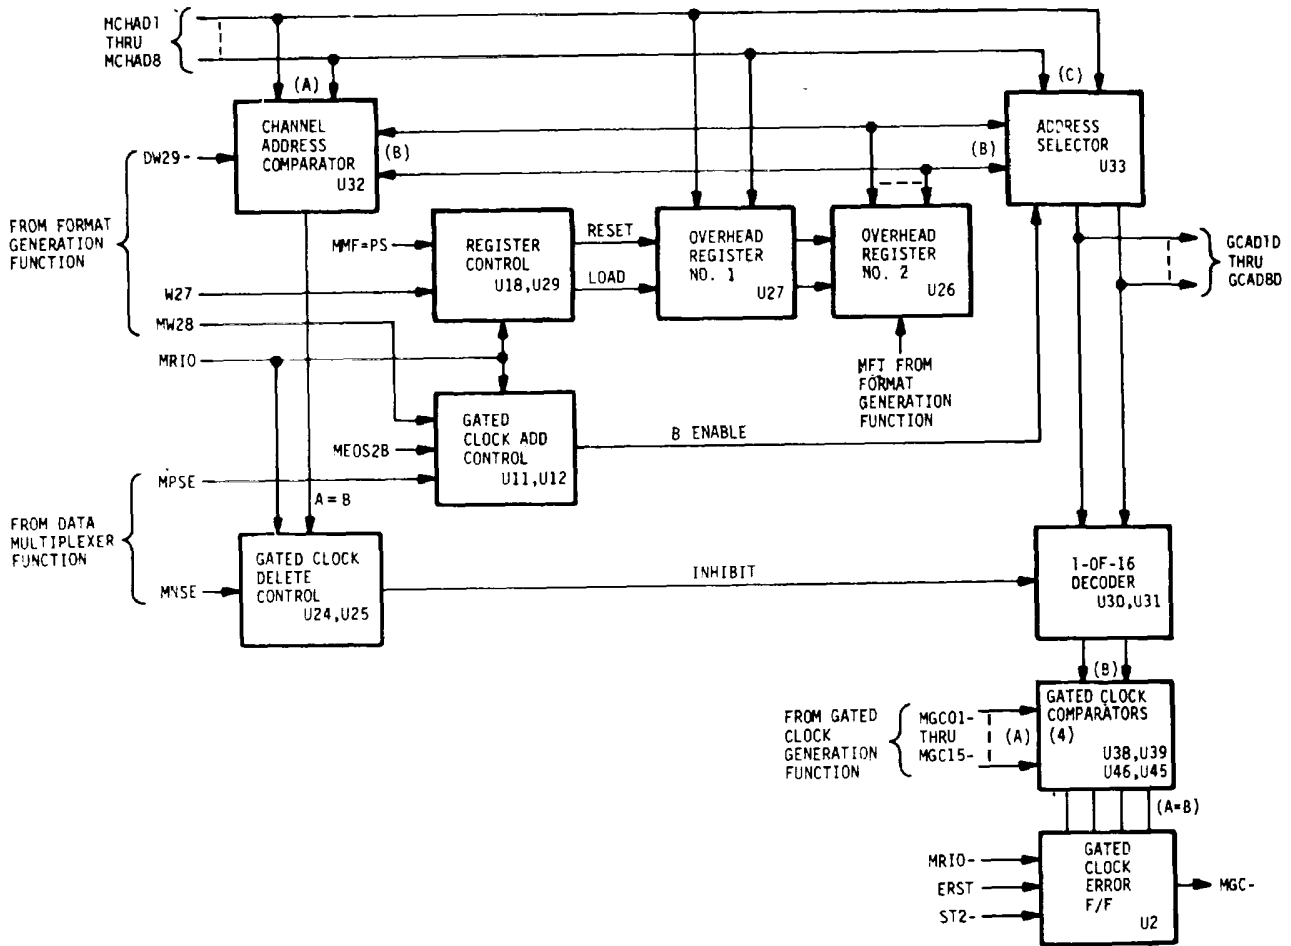 MCHAD1
THRU
MCHAD8
(A)
(C)
CHANNEL
ADDRESS
COMPARATOR
U32
(B)
(B)
ADDRESS
SELECTOR
U33
DW29-
FROM FORMAT
GENERATION
FUNCTION
MMF=PS
REGISTER
CONTROL
U18,U29
RESET
LOAD
OVERHEAD
REGISTER
NO. 1
U27
OVERHEAD
REGISTER
NO. 2
U26
GCAD1D
THRU
GCAD8D
W27
MW28
MRIO
MFT FROM
FORMAT
GENERATION
FUNCTION
GATED
CLOCK ADD
CONTROL
U11,U12
B ENABLE
MEOS2B
MPSE
A=B
FROM DATA
MULTIPLEXER
FUNCTION
MNSE
GATED CLOCK
DELETE
CONTROL
U24,U25
INHIBIT
1-OF-16
DECODER
U30,U31
(B)
FROM GATED
CLOCK
GENERATION
FUNCTION
MGC01-
THRU
MGC15-
(A)
GATED CLOCK
COMPARATORS
(4)
U38,U39
U46,U45
(A=B)
MRIO-
ERST
ST2-
GATED
CLOCK
ERROR
F/F
U2
MGC-